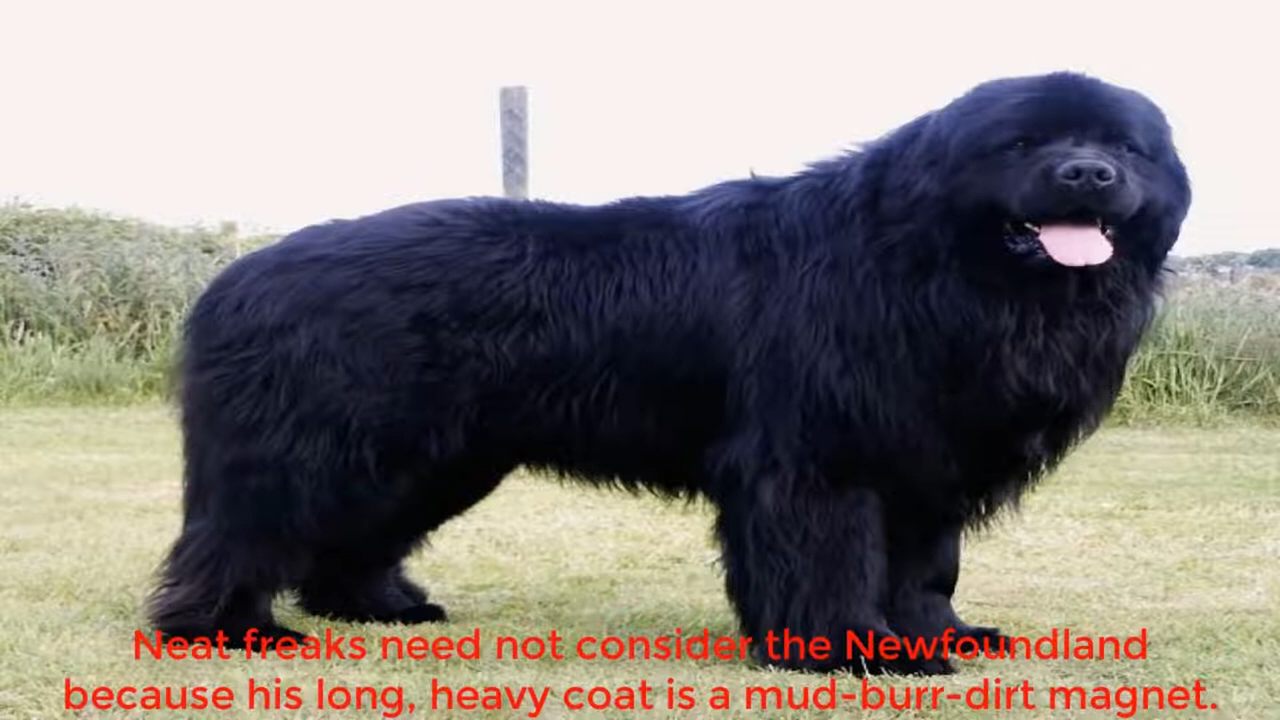 Neat freaks need not consider the Newfoundland
because his long, heavy coat is a mud-burr-dirt magnet.